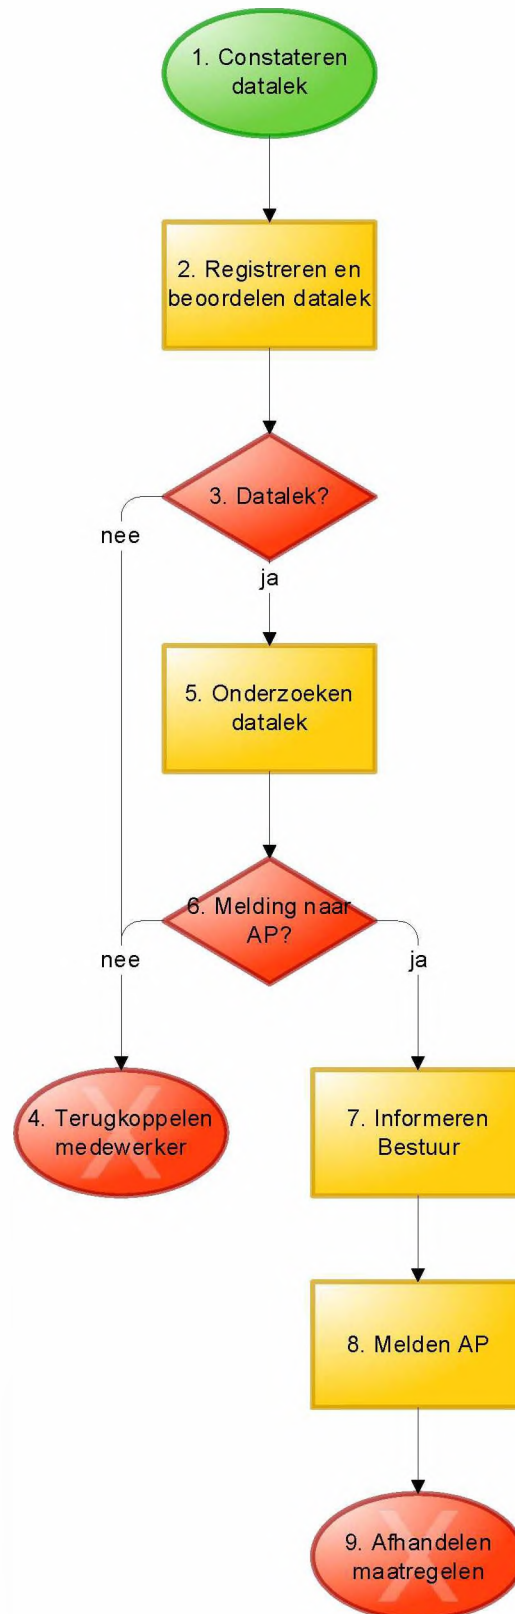 1. Constateren
datalek
2. Registreren en
beoordelen datalek
3. Datalek?
nee
ja
5. Onderzoeken
datalek
6. Melding naar
AP?
nee
ja
4. Terugkoppelen
medewerker
7. Informeren
Bestuur
8. Melden AP
9. Afhandelen
maatregelen